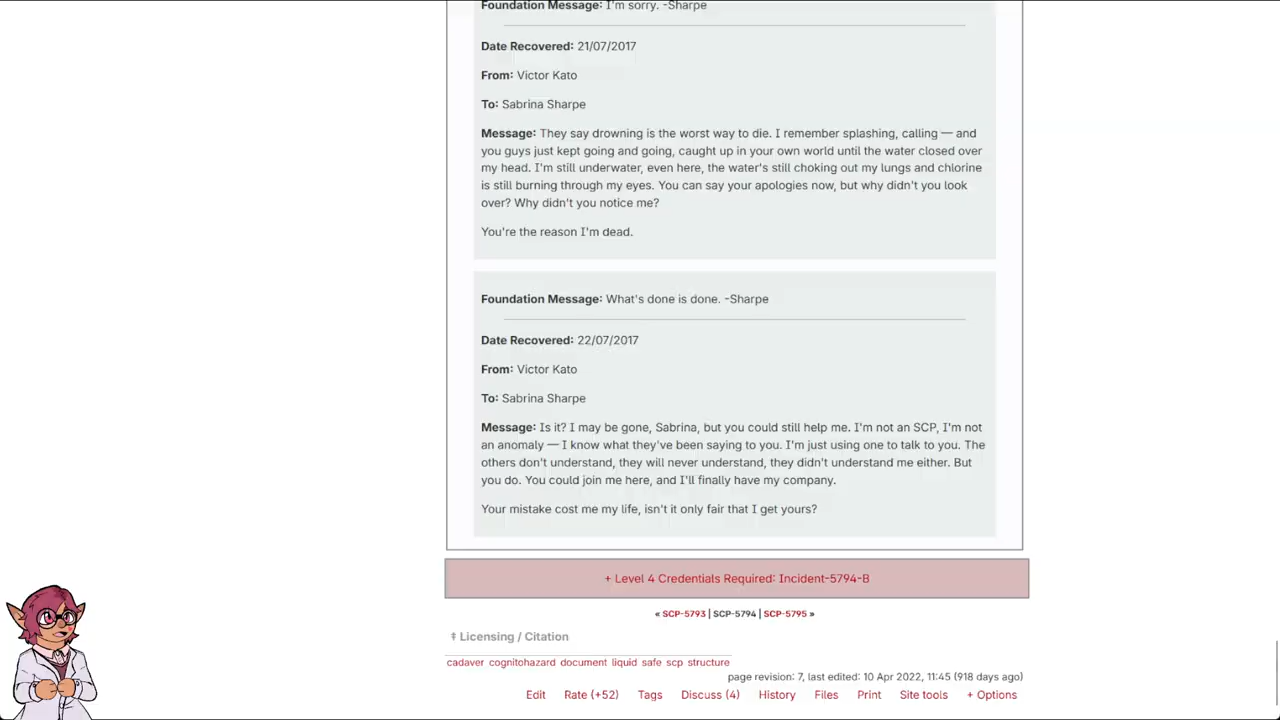 Foundation Message: I'm sorry. -Sharpe
Date Recovered: 21/07/2017
From: Victor Kato
To: Sabrina Sharpe
Message: They say drowning is the worst way to die. I remember splashing, calling — and
you guys just kept going and going, caught up in your own world until the water closed over
my head. I'm still underwater, even here, the water's still choking out my lungs and chlorine
is still burning through my eyes. You can say your apologies now, but why didn't you look
over? Why didn't you notice me?
You're the reason I'm dead.
Foundation Message: What's done is done. -Sharpe
Date Recovered: 22/07/2017
From: Victor Kato
To: Sabrina Sharpe
Message: Is it? I may be gone, Sabrina, but you could still help me. I'm not an SCP, I'm not
an anomaly — I know what they've been saying to you. I'm just using one to talk to you. The
others don't understand, they will never understand, they didn't understand me either. But
you do. You could join me here, and I'll finally have my company.
Your mistake cost me my life, isn't it only fair that I get yours?
+ Level 4 Credentials Required: Incident-5794-B
« SCP-5793 | SCP-5794 | SCP-5795 »
⇞ Licensing / Citation
cadaver cognitohazard document liquid safe scp structure
page revision: 7, last edited: 10 Apr 2022, 11:45 (918 days ago)
Edit Rate (+52) Tags Discuss (4) History Files Print Site tools + Options